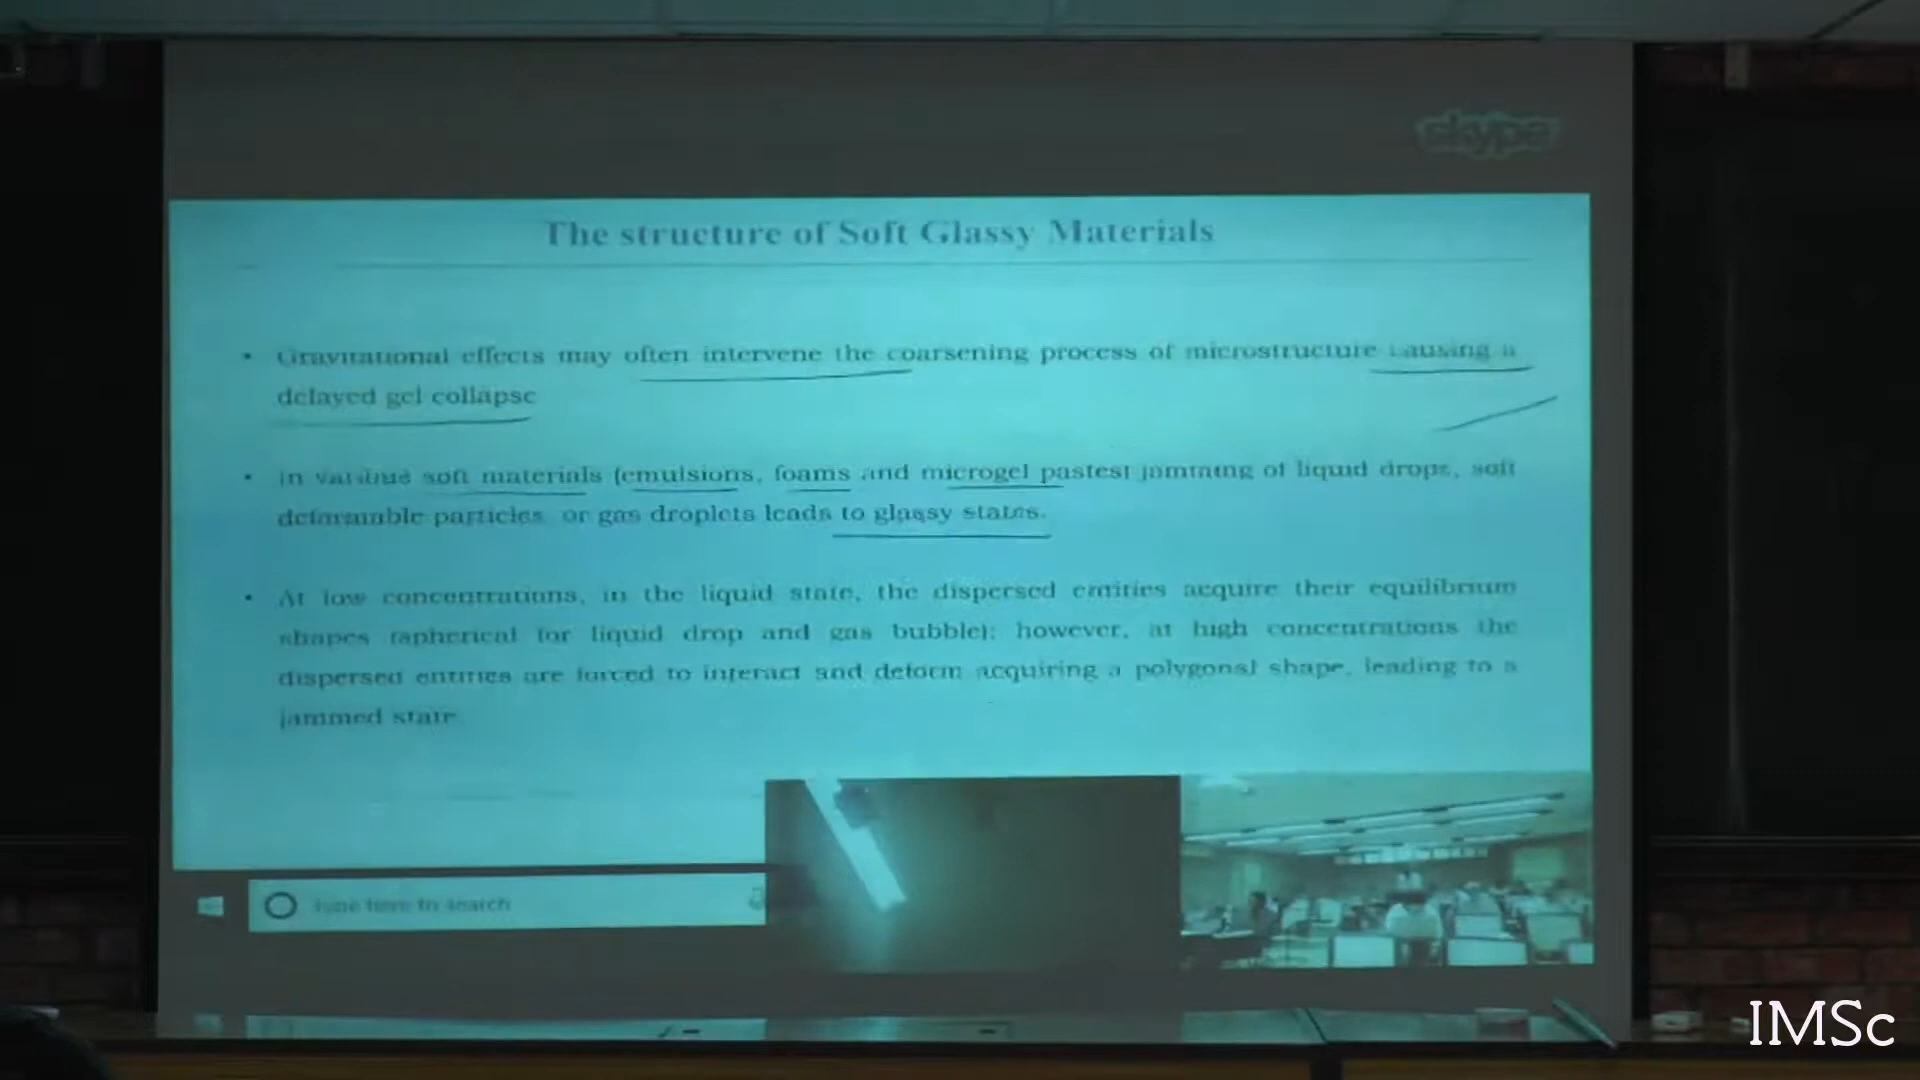 skype
The structure of Soft Glassy Materials
• Gravitational effects may often intervene the coarsening process of microstructure causing a
delayed gel collapse
• In various soft materials (emulsions, foams and microgel pastes) jamming of liquid drops, soft
deformable particles or gas droplets leads to glassy states.
• At low concentrations, in the liquid state, the dispersed entities acquire their equilibrium
shapes (spherical for liquid drop and gas bubble); however, at high concentrations the
dispersed entities are forced to interact and deform acquiring a polygonal shape, leading to a
jammed state
Type here to search
IMSc